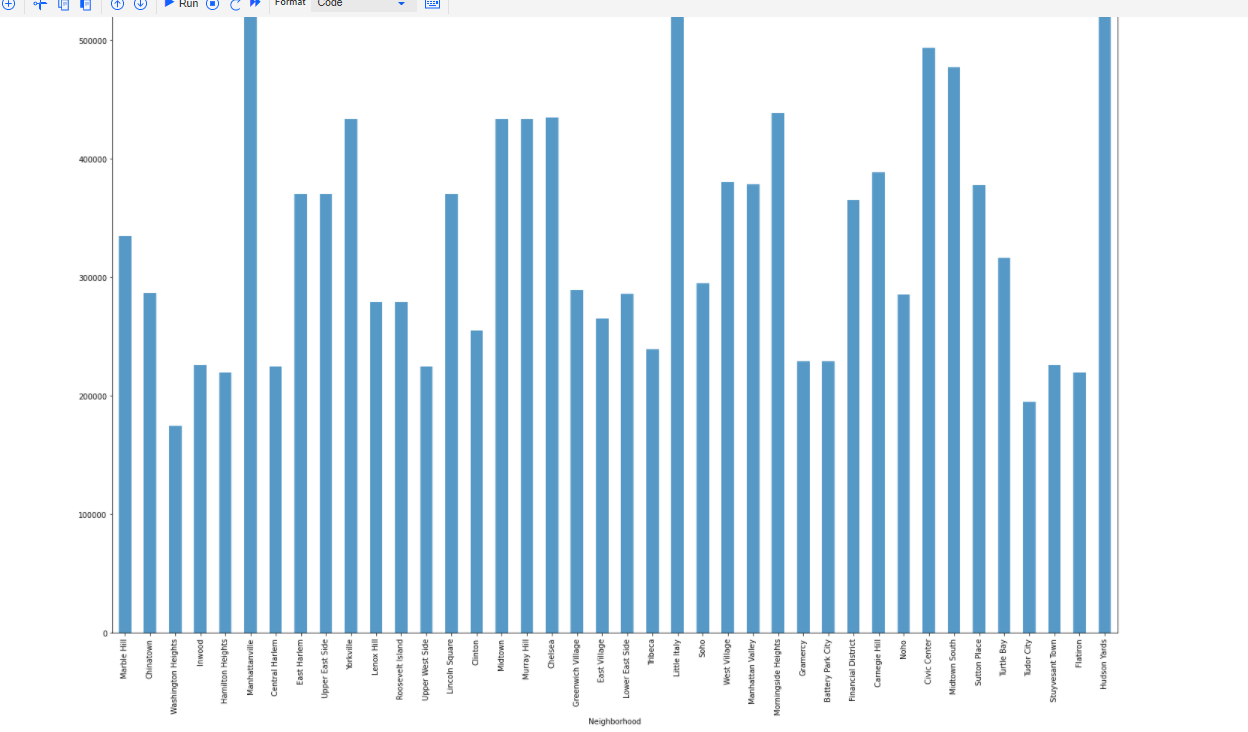 Run Format Code
500000
400000
300000
200000
100000
0
Marble Hill
Chinatown
Washington Heights
Inwood
Hamilton Heights
Manhattanville
Central Harlem
East Harlem
Upper East Side
Yorkville
Lenox Hill
Roosevelt Island
Upper West Side
Lincoln Square
Clinton
Midtown
Murray Hill
Chelsea
Greenwich Village
East Village
Lower East Side
Tribeca
Little Italy
Soho
West Village
Manhattan Valley
Morningside Heights
Gramercy
Battery Park City
Financial District
Carnegie Hill
Noho
Civic Center
Midtown South
Sutton Place
Turtle Bay
Tudor City
Stuyvesant Town
Flatiron
Hudson Yards
Neighborhood